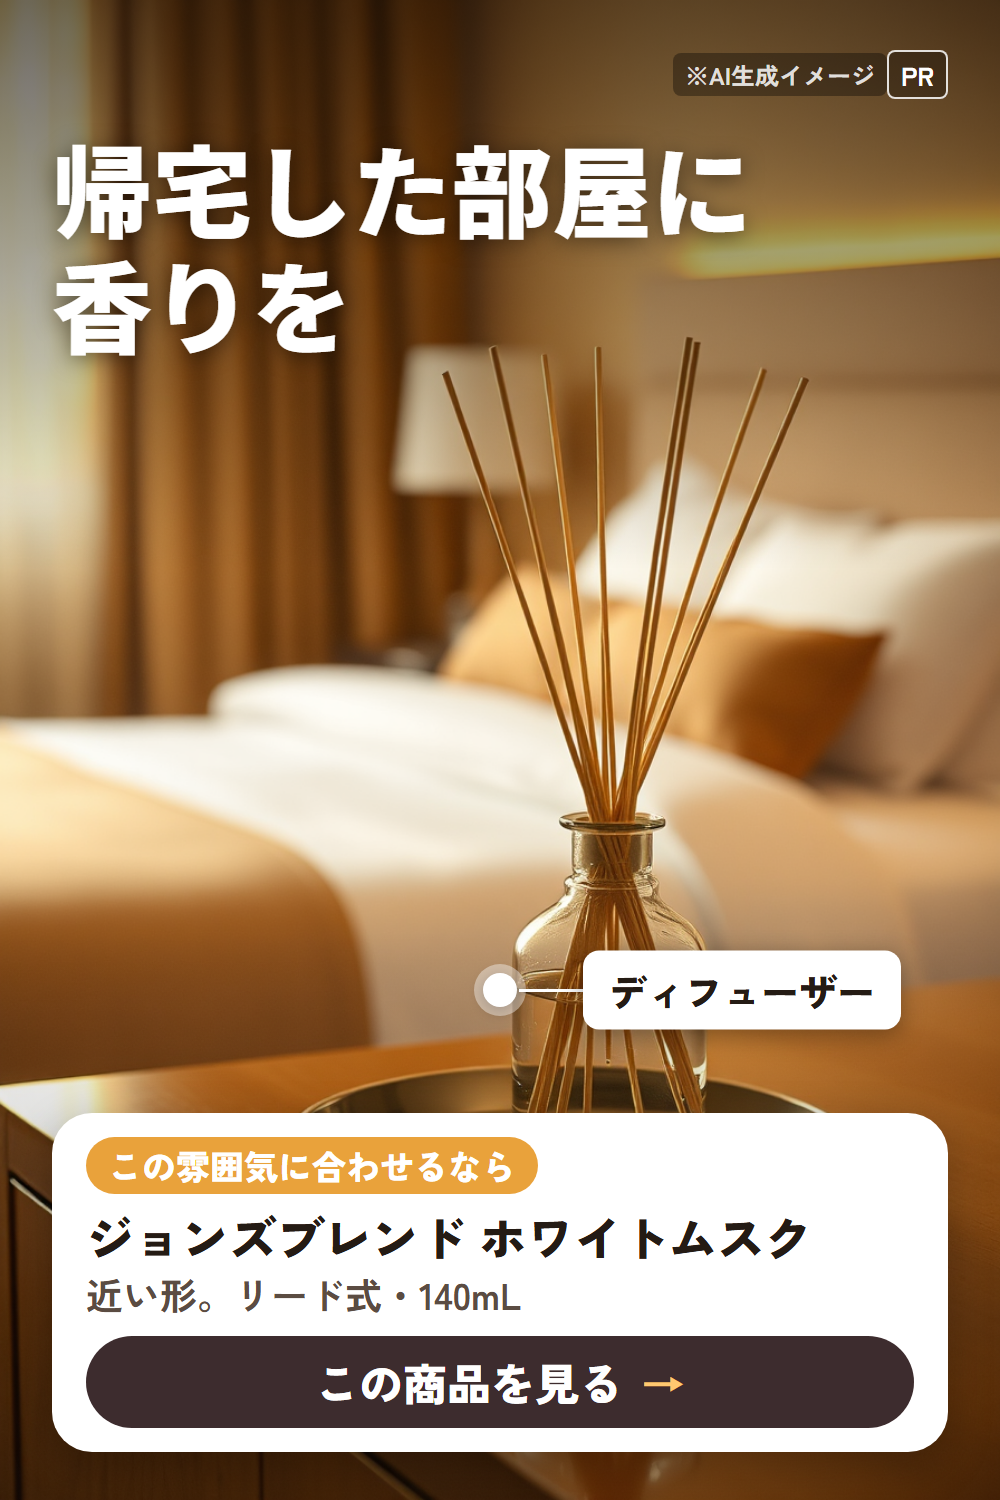 ※AI生成イメージ PR
帰宅した部屋に
香りを
ディフューザー
この雰囲気に合わせるなら
ジョンズブレンド ホワイトムスク
近い形。リード式・140mL
この商品を見る →